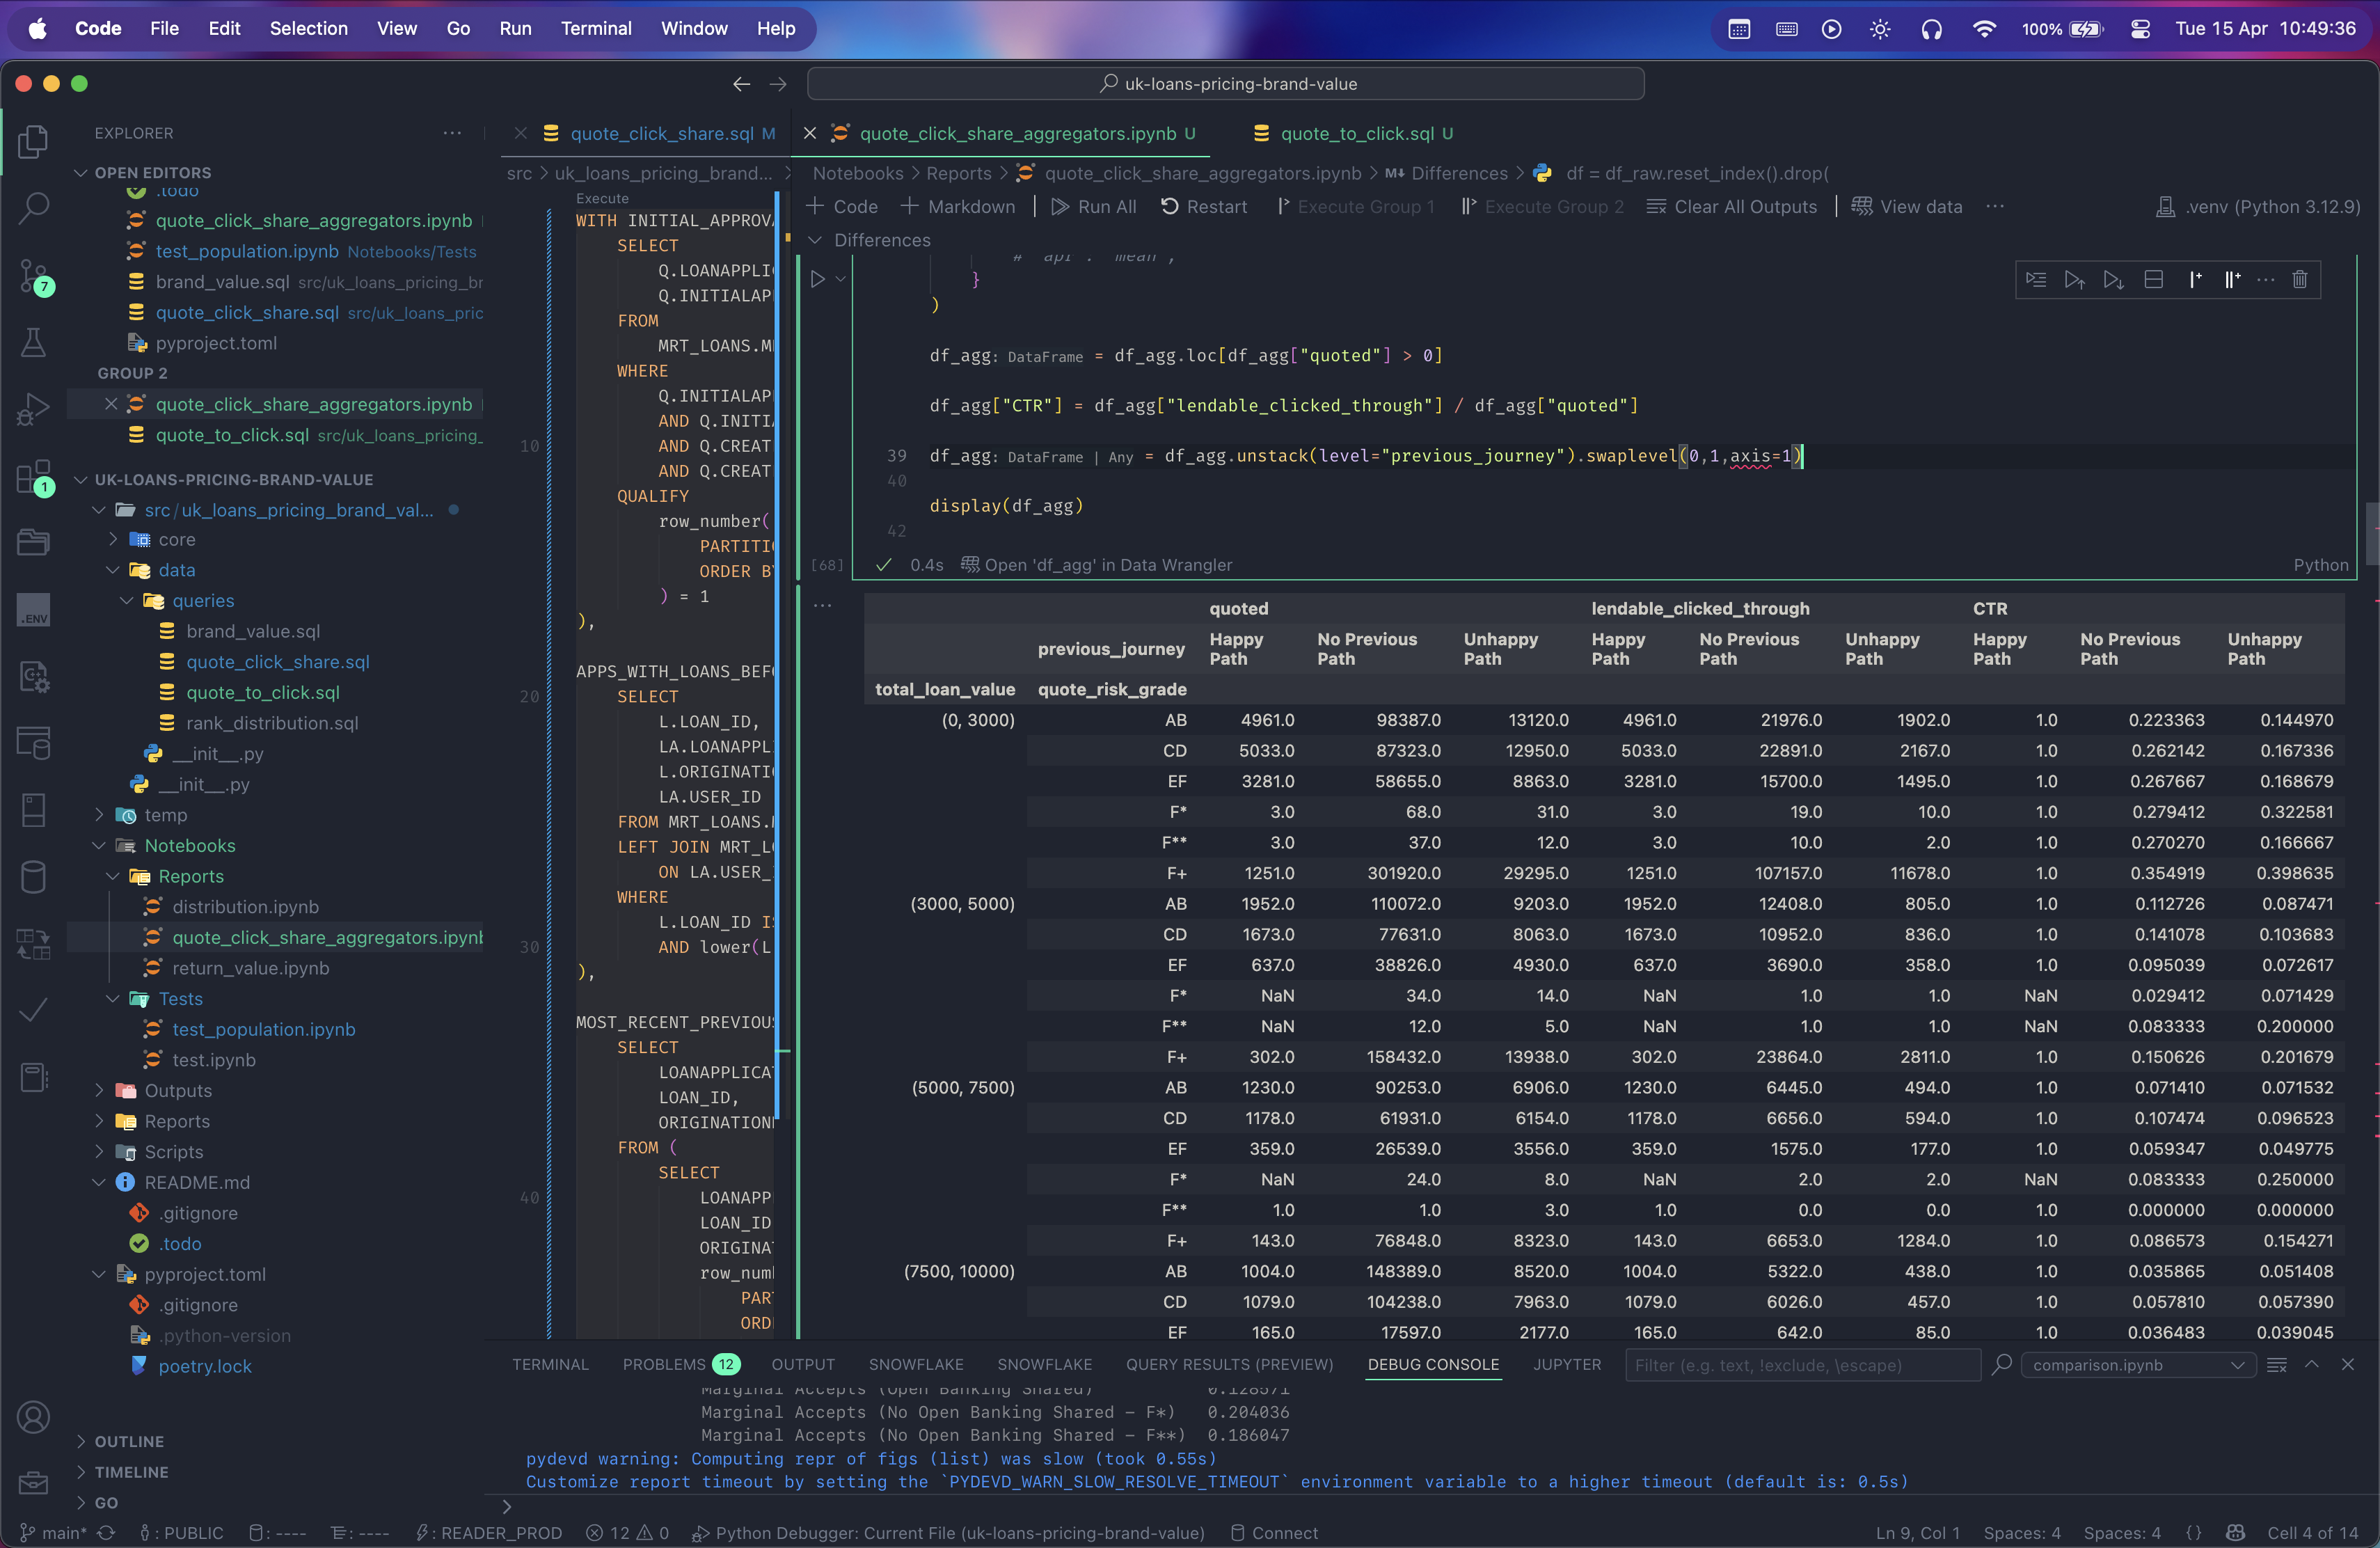 Code File Edit Selection View Go Run Terminal Window Help 100% Tue 15 Apr 10:49:36
uk-loans-pricing-brand-value
EXPLORER
OPEN EDITORS
.todo
quote_click_share_aggregators.ipynb
test_population.ipynb Notebooks/Tests
brand_value.sql src/uk_loans_pricing_br
quote_click_share.sql src/uk_loans_pric
pyproject.toml
GROUP 2
quote_click_share_aggregators.ipynb
quote_to_click.sql src/uk_loans_pricing_
UK-LOANS-PRICING-BRAND-VALUE
src/uk_loans_pricing_brand_val...
core
data
queries
brand_value.sql
quote_click_share.sql
quote_to_click.sql
rank_distribution.sql
__init__.py
__init__.py
temp
Notebooks
Reports
distribution.ipynb
quote_click_share_aggregators.ipynb
return_value.ipynb
Tests
test_population.ipynb
test.ipynb
Outputs
Reports
Scripts
README.md
.gitignore
.todo
pyproject.toml
.gitignore
.python-version
poetry.lock
OUTLINE
TIMELINE
GO
7
1
.ENV
quote_click_share.sql M
src > uk_loans_pricing_brand... >
Execute
WITH INITIAL_APPROVA
SELECT
Q.LOANAPPLI
Q.INITIALAP
FROM
MRT_LOANS.M
WHERE
Q.INITIALAP
AND Q.INITI
10 AND Q.CREAT
AND Q.CREAT
QUALIFY
row_number(
PARTITI
ORDER B
) = 1
),
APPS_WITH_LOANS_BEF
20 SELECT
L.LOAN_ID,
LA.LOANAPPL
L.ORIGINATI
LA.USER_ID
FROM MRT_LOANS.
LEFT JOIN MRT_L
ON LA.USER_
WHERE
L.LOAN_ID I
30 AND lower(L
),
MOST_RECENT_PREVIOUS
SELECT
LOANAPPLICA
LOAN_ID,
ORIGINATION
FROM (
SELECT
40 LOANAPP
LOAN_ID
ORIGINA
row_num
PAR
ORD
quote_click_share_aggregators.ipynb U
quote_to_click.sql U
Notebooks > Reports > quote_click_share_aggregators.ipynb > M↓ Differences > df = df_raw.reset_index().drop(
Code Markdown Run All Restart Execute Group 1 Execute Group 2 Clear All Outputs View data ... .venv (Python 3.12.9)
Differences
# "api": "mean",
}
)
df_agg: DataFrame = df_agg.loc[df_agg["quoted"] > 0]
df_agg["CTR"] = df_agg["lendable_clicked_through"] / df_agg["quoted"]
39 df_agg: DataFrame | Any = df_agg.unstack(level="previous_journey").swaplevel(0,1,axis=1)
40
display(df_agg)
42
[68] 0.4s Open 'df_agg' in Data Wrangler Python
quoted lendable_clicked_through CTR
previous_journey Happy Path No Previous Path Unhappy Path Happy Path No Previous Path Unhappy Path Happy Path No Previous Path Unhappy Path
total_loan_value quote_risk_grade
(0, 3000) AB 4961.0 98387.0 13120.0 4961.0 21976.0 1902.0 1.0 0.223363 0.144970
CD 5033.0 87323.0 12950.0 5033.0 22891.0 2167.0 1.0 0.262142 0.167336
EF 3281.0 58655.0 8863.0 3281.0 15700.0 1495.0 1.0 0.267667 0.168679
F* 3.0 68.0 31.0 3.0 19.0 10.0 1.0 0.279412 0.322581
F** 3.0 37.0 12.0 3.0 10.0 2.0 1.0 0.270270 0.166667
F+ 1251.0 301920.0 29295.0 1251.0 107157.0 11678.0 1.0 0.354919 0.398635
(3000, 5000) AB 1952.0 110072.0 9203.0 1952.0 12408.0 805.0 1.0 0.112726 0.087471
CD 1673.0 77631.0 8063.0 1673.0 10952.0 836.0 1.0 0.141078 0.103683
EF 637.0 38826.0 4930.0 637.0 3690.0 358.0 1.0 0.095039 0.072617
F* NaN 34.0 14.0 NaN 1.0 1.0 NaN 0.029412 0.071429
F** NaN 12.0 5.0 NaN 1.0 1.0 NaN 0.083333 0.200000
F+ 302.0 158432.0 13938.0 302.0 23864.0 2811.0 1.0 0.150626 0.201679
(5000, 7500) AB 1230.0 90253.0 6906.0 1230.0 6445.0 494.0 1.0 0.071410 0.071532
CD 1178.0 61931.0 6154.0 1178.0 6656.0 594.0 1.0 0.107474 0.096523
EF 359.0 26539.0 3556.0 359.0 1575.0 177.0 1.0 0.059347 0.049775
F* NaN 24.0 8.0 NaN 2.0 2.0 NaN 0.083333 0.250000
F** 1.0 1.0 3.0 1.0 0.0 0.0 1.0 0.000000 0.000000
F+ 143.0 76848.0 8323.0 143.0 6653.0 1284.0 1.0 0.086573 0.154271
(7500, 10000) AB 1004.0 148389.0 8520.0 1004.0 5322.0 438.0 1.0 0.035865 0.051408
CD 1079.0 104238.0 7963.0 1079.0 6026.0 457.0 1.0 0.057810 0.057390
EF 165.0 17597.0 2177.0 165.0 642.0 85.0 1.0 0.036483 0.039045
TERMINAL PROBLEMS 12 OUTPUT SNOWFLAKE SNOWFLAKE QUERY RESULTS (PREVIEW) DEBUG CONSOLE JUPYTER Filter (e.g. text, !exclude, \escape) comparison.ipynb
Marginal Accepts (Open Banking Shared) 0.128571
Marginal Accepts (No Open Banking Shared – F*) 0.204036
Marginal Accepts (No Open Banking Shared – F**) 0.186047
pydevd warning: Computing repr of figs (list) was slow (took 0.55s)
Customize report timeout by setting the `PYDEVD_WARN_SLOW_RESOLVE_TIMEOUT` environment variable to a higher timeout (default is: 0.5s)
>
main* : PUBLIC : ---- : ---- : READER_PROD 12 0 Python Debugger: Current File (uk-loans-pricing-brand-value) Connect Ln 9, Col 1 Spaces: 4 Spaces: 4 {} Cell 4 of 14